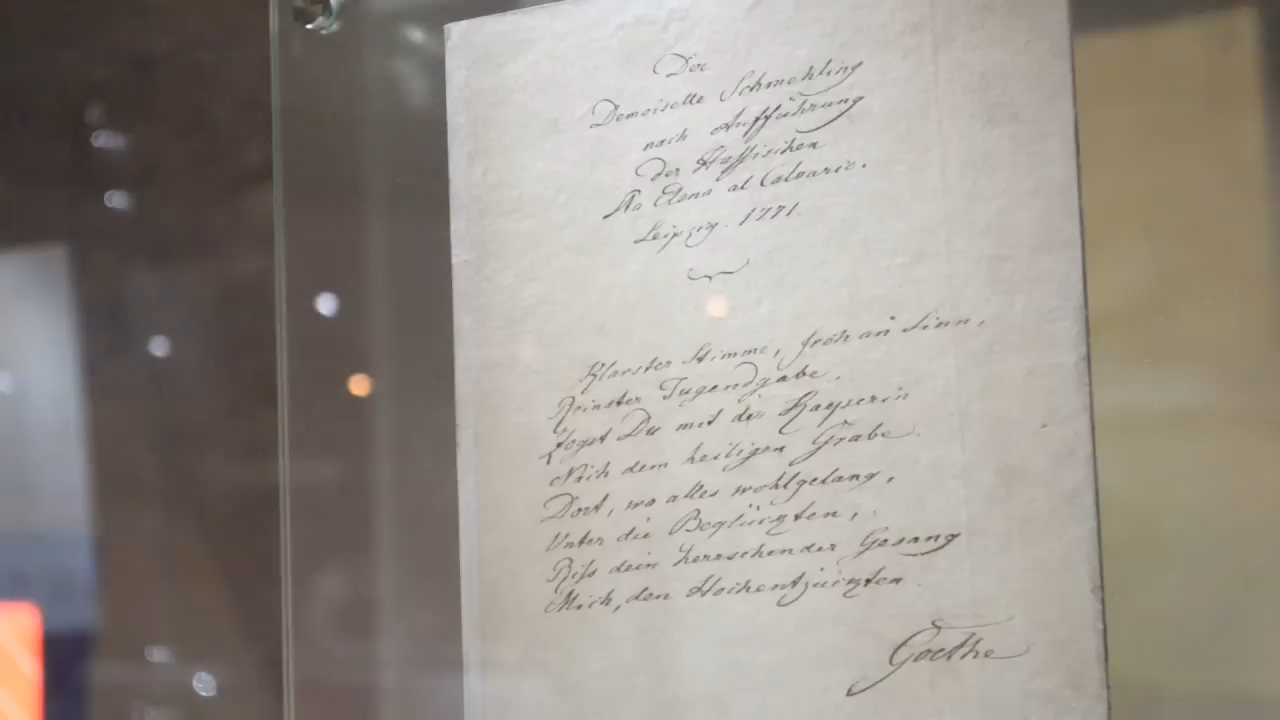 Der
Demoiselle Schmehling
nach Aufführung
der Hassischen
Sta Elena al Calvario.
Leipzig. 1771.
Klarster Stimme, froh an Sinn,
Reinster Jugendgabe.
Zogst Du mit der Kayserin
Nach dem heiligen Grabe.
Dort, wo alles wohlgelang,
Unter die Beglückten,
Riß dein herrschender Gesang
Mich, den Hochentzückten.
Goethe